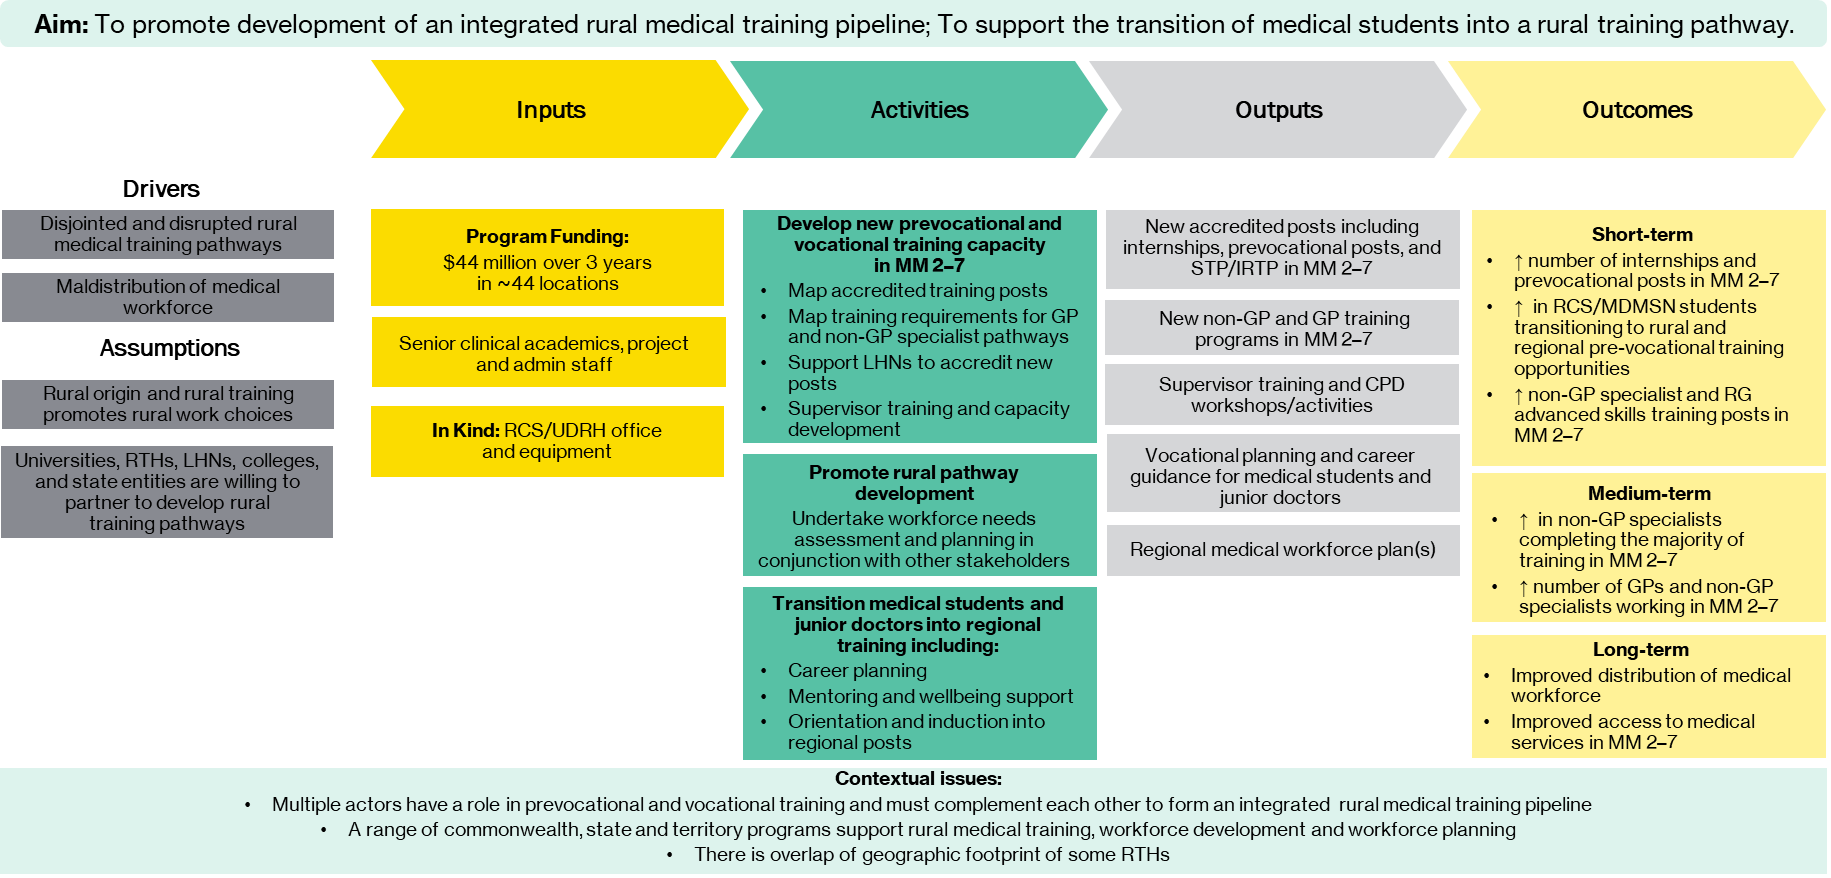 Aim: To promote development of an integrated rural medical training pipeline; To support the transition of medical students into a rural training pathway.
Inputs
Activities
Outputs
Outcomes
Drivers
Disjointed and disrupted rural
medical training pathways
Maldistribution of medical
workforce
Assumptions
Rural origin and rural training
promotes rural work choices
Universities, RTHs, LHNs, colleges,
and state entities are willing to
partner to develop rural
training pathways
Program Funding:
$44 million over 3 years
in ~44 locations
Senior clinical academics, project
and admin staff
In Kind: RCS/UDRH office
and equipment
Develop new prevocational and
vocational training capacity
in MM 2–7
• Map accredited training posts
• Map training requirements for GP
and non-GP specialist pathways
• Support LHNs to accredit new
posts
• Supervisor training and capacity
development
Promote rural pathway
development
Undertake workforce needs
assessment and planning in
conjunction with other stakeholders
Transition medical students and
junior doctors into regional
training including:
• Career planning
• Mentoring and wellbeing support
• Orientation and induction into
regional posts
New accredited posts including
internships, prevocational posts, and
STP/IRTP in MM 2–7
New non-GP and GP training
programs in MM 2–7
Supervisor training and CPD
workshops/activities
Vocational planning and career
guidance for medical students and
junior doctors
Regional medical workforce plan(s)
Short-term
• ↑ number of internships and
prevocational posts in MM 2–7
• ↑ in RCS/MDMSN students
transitioning to rural and
regional pre-vocational training
opportunities
• ↑ non-GP specialist and RG
advanced skills training posts in
MM 2–7
Medium-term
• ↑ in non-GP specialists
completing the majority of
training in MM 2–7
• ↑ number of GPs and non-GP
specialists working in MM 2–7
Long-term
• Improved distribution of medical
workforce
• Improved access to medical
services in MM 2–7
Contextual issues:
• Multiple actors have a role in prevocational and vocational training and must complement each other to form an integrated rural medical training pipeline
• A range of commonwealth, state and territory programs support rural medical training, workforce development and workforce planning
• There is overlap of geographic footprint of some RTHs